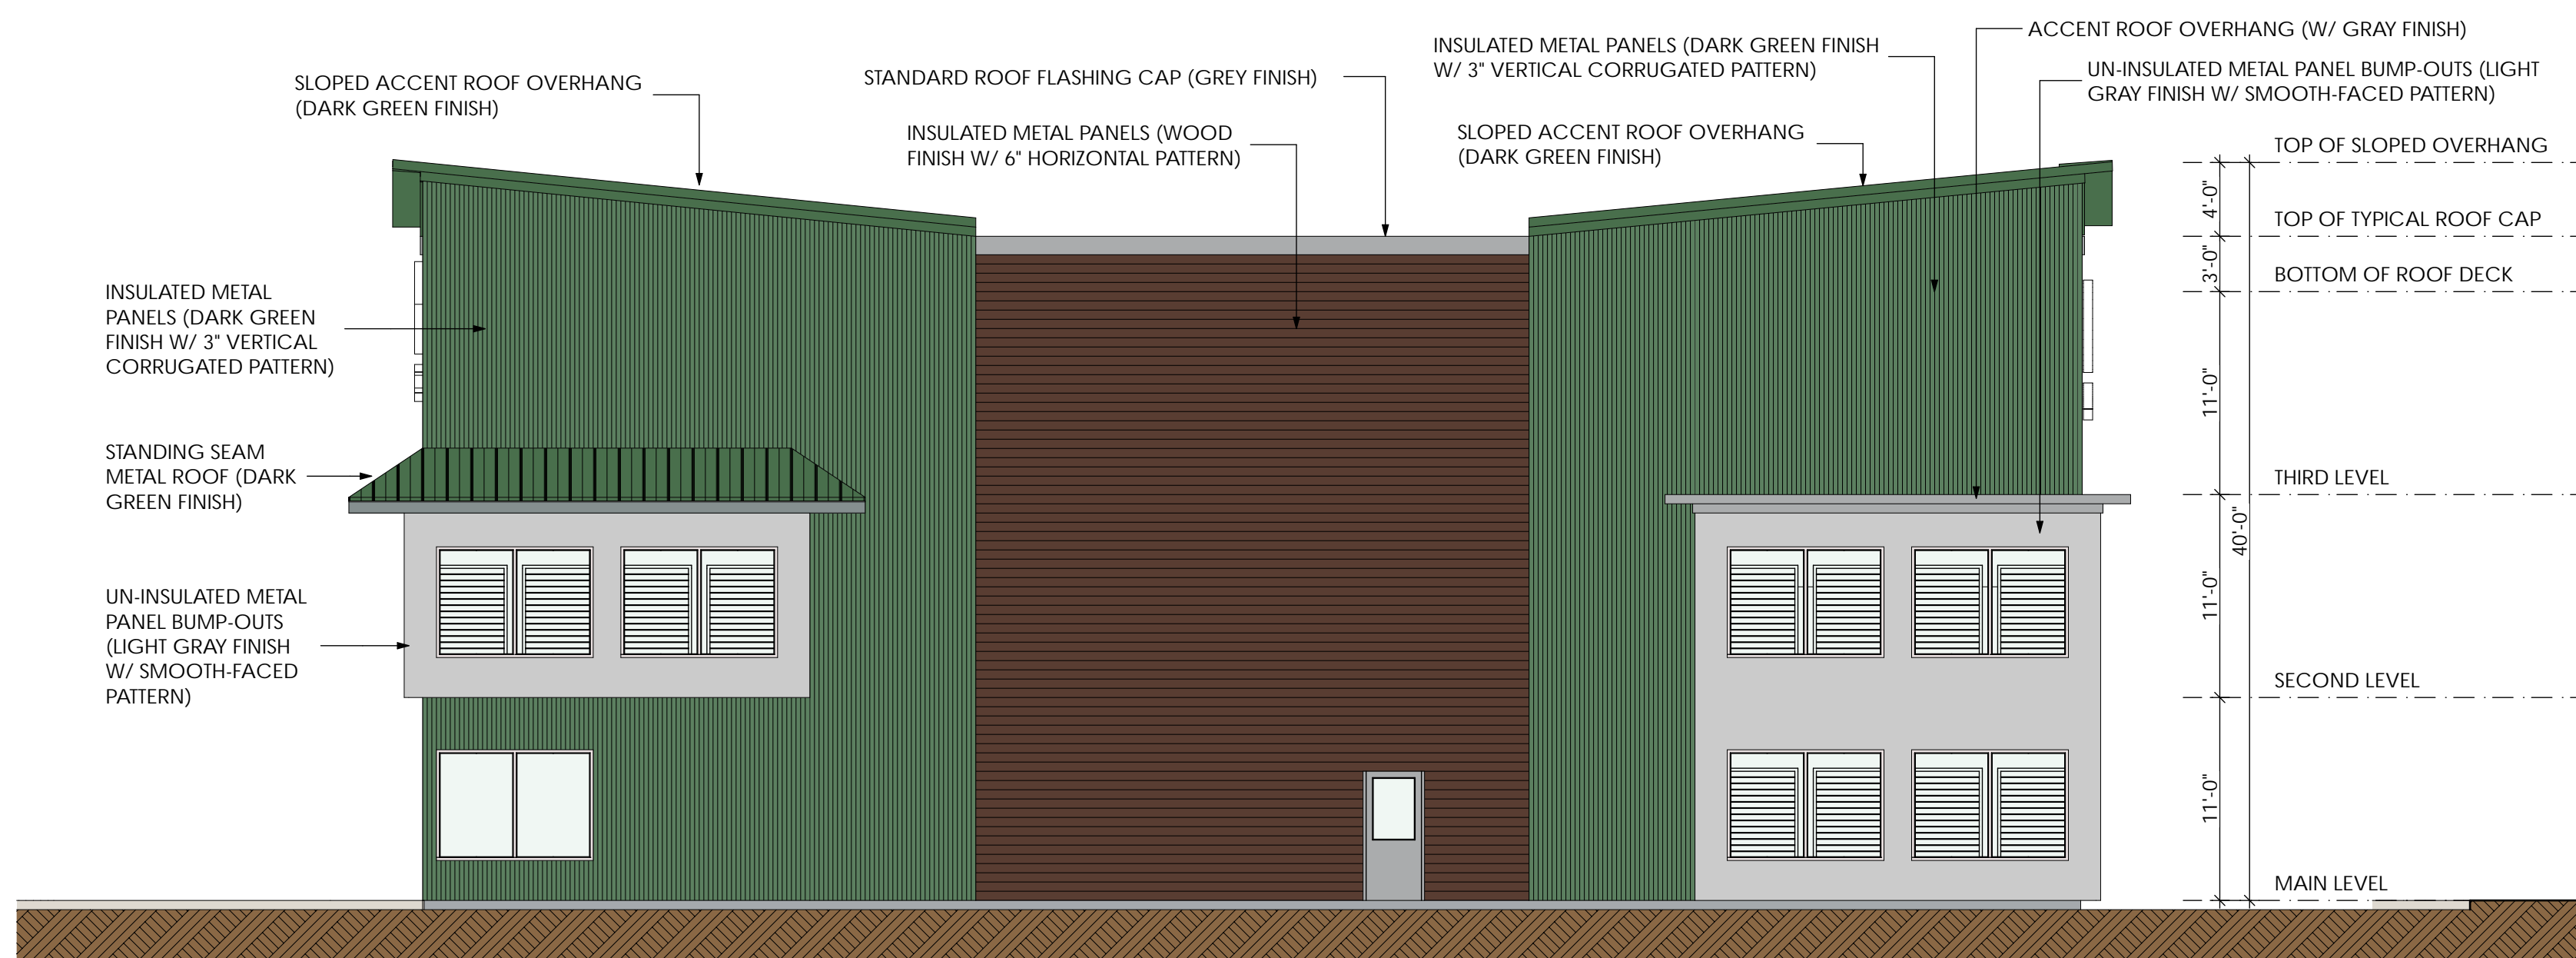 ACCENT ROOF OVERHANG (W/ GRAY FINISH)
INSULATED METAL PANELS (DARK GREEN FINISH
W/ 3" VERTICAL CORRUGATED PATTERN)
UN-INSULATED METAL PANEL BUMP-OUTS (LIGHT
GRAY FINISH W/ SMOOTH-FACED PATTERN)
SLOPED ACCENT ROOF OVERHANG
(DARK GREEN FINISH)
STANDARD ROOF FLASHING CAP (GREY FINISH)
INSULATED METAL PANELS (WOOD
FINISH W/ 6" HORIZONTAL PATTERN)
SLOPED ACCENT ROOF OVERHANG
(DARK GREEN FINISH)
TOP OF SLOPED OVERHANG
4'-0"
TOP OF TYPICAL ROOF CAP
3'-0"
BOTTOM OF ROOF DECK
INSULATED METAL
PANELS (DARK GREEN
FINISH W/ 3" VERTICAL
CORRUGATED PATTERN)
11'-0"
STANDING SEAM
METAL ROOF (DARK
GREEN FINISH)
THIRD LEVEL
40'-0"
11'-0"
UN-INSULATED METAL
PANEL BUMP-OUTS
(LIGHT GRAY FINISH
W/ SMOOTH-FACED
PATTERN)
SECOND LEVEL
11'-0"
MAIN LEVEL